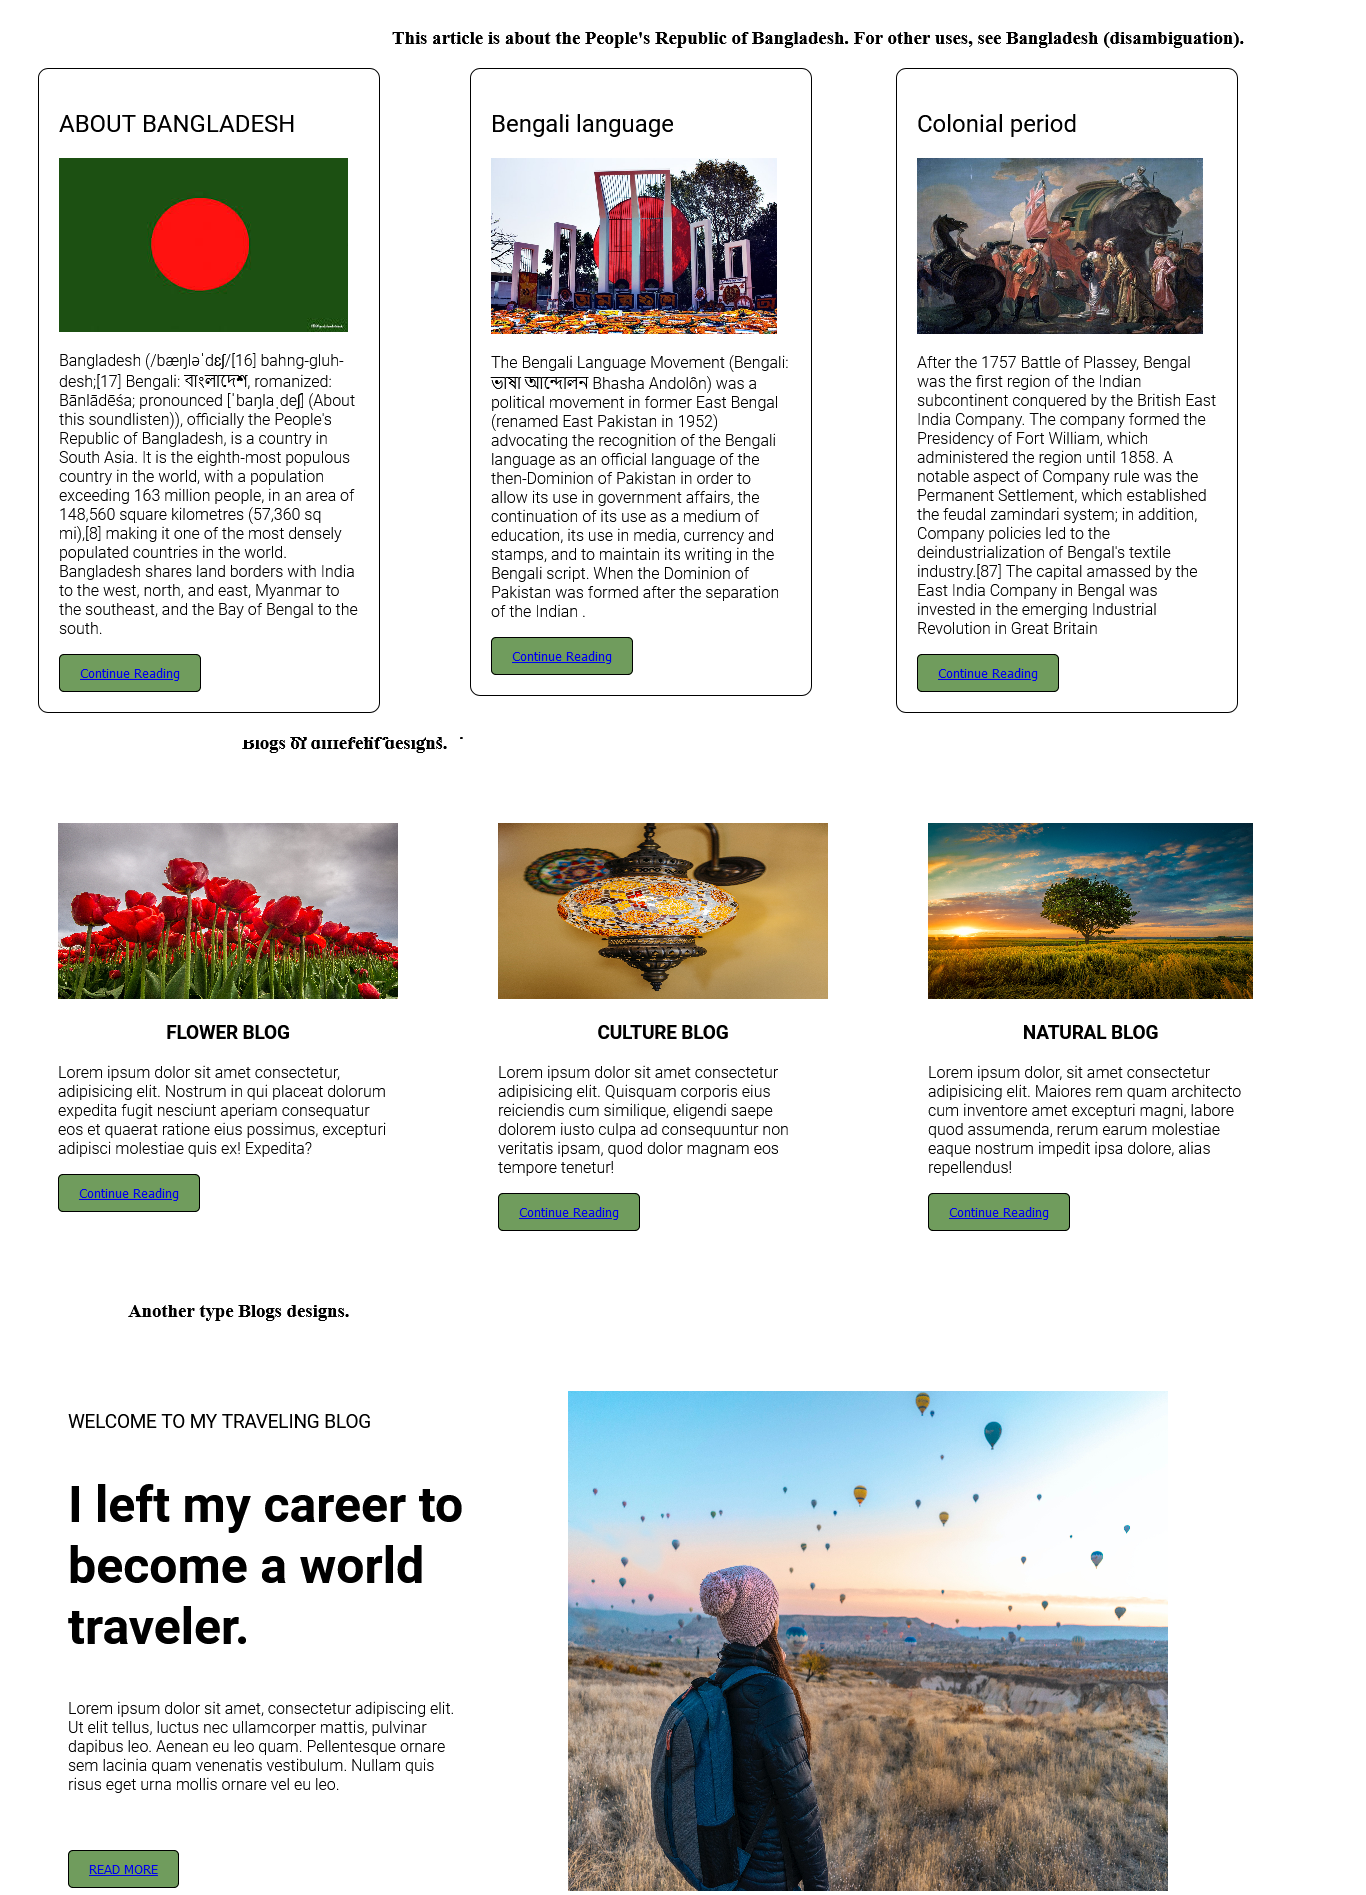 This article is about the People's Republic of Bangladesh. For other uses, see Bangladesh (disambiguation).
ABOUT BANGLADESH
Bangladesh (/bæŋləˈdɛʃ/[16] bahng-gluh-
desh;[17] Bengali: বাংলাদেশ, romanized:
Bānlādēśa; pronounced [ˈbaŋlaˌdeʃ] (About
this soundlisten)), officially the People's
Republic of Bangladesh, is a country in
South Asia. It is the eighth-most populous
country in the world, with a population
exceeding 163 million people, in an area of
148,560 square kilometres (57,360 sq
mi),[8] making it one of the most densely
populated countries in the world.
Bangladesh shares land borders with India
to the west, north, and east, Myanmar to
the southeast, and the Bay of Bengal to the
south.
Continue Reading
Bengali language
The Bengali Language Movement (Bengali:
ভাষা আন্দোলন Bhasha Andolôn) was a
political movement in former East Bengal
(renamed East Pakistan in 1952)
advocating the recognition of the Bengali
language as an official language of the
then-Dominion of Pakistan in order to
allow its use in government affairs, the
continuation of its use as a medium of
education, its use in media, currency and
stamps, and to maintain its writing in the
Bengali script. When the Dominion of
Pakistan was formed after the separation
of the Indian .
Continue Reading
Colonial period
After the 1757 Battle of Plassey, Bengal
was the first region of the Indian
subcontinent conquered by the British East
India Company. The company formed the
Presidency of Fort William, which
administered the region until 1858. A
notable aspect of Company rule was the
Permanent Settlement, which established
the feudal zamindari system; in addition,
Company policies led to the
deindustrialization of Bengal's textile
industry.[87] The capital amassed by the
East India Company in Bengal was
invested in the emerging Industrial
Revolution in Great Britain
Continue Reading
Blogs of different designs.
FLOWER BLOG
Lorem ipsum dolor sit amet consectetur,
adipisicing elit. Nostrum in qui placeat dolorum
expedita fugit nesciunt aperiam consequatur
eos et quaerat ratione eius possimus, excepturi
adipisci molestiae quis ex! Expedita?
Continue Reading
CULTURE BLOG
Lorem ipsum dolor sit amet consectetur
adipisicing elit. Quisquam corporis eius
reiciendis cum similique, eligendi saepe
dolorem iusto culpa ad consequuntur non
veritatis ipsam, quod dolor magnam eos
tempore tenetur!
Continue Reading
NATURAL BLOG
Lorem ipsum dolor, sit amet consectetur
adipisicing elit. Maiores rem quam architecto
cum inventore amet excepturi magni, labore
quod assumenda, rerum earum molestiae
eaque nostrum impedit ipsa dolore, alias
repellendus!
Continue Reading
Another type Blogs designs.
WELCOME TO MY TRAVELING BLOG
I left my career to
become a world
traveler.
Lorem ipsum dolor sit amet, consectetur adipiscing elit.
Ut elit tellus, luctus nec ullamcorper mattis, pulvinar
dapibus leo. Aenean eu leo quam. Pellentesque ornare
sem lacinia quam venenatis vestibulum. Nullam quis
risus eget urna mollis ornare vel eu leo.
READ MORE